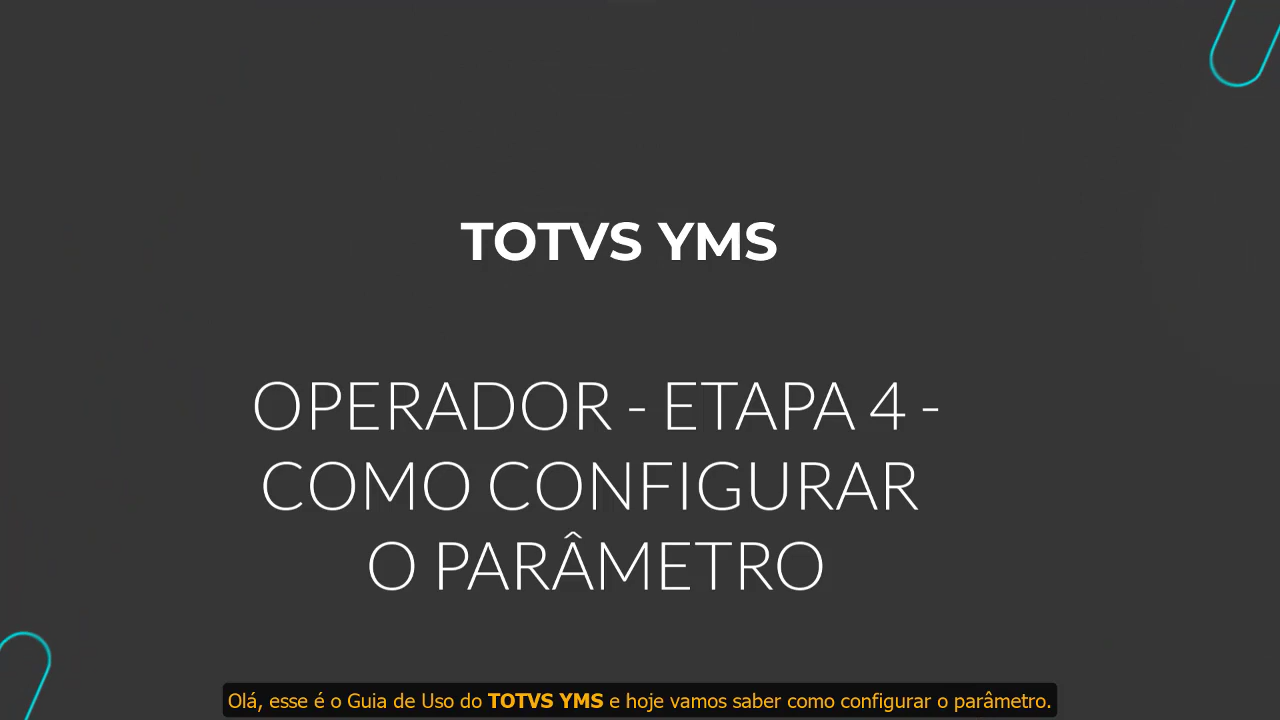 TOTVS YMS
OPERADOR - ETAPA 4 -
COMO CONFIGURAR
O PARÂMETRO
Olá, esse é o Guia de Uso do TOTVS YMS e hoje vamos saber como configurar o parâmetro.